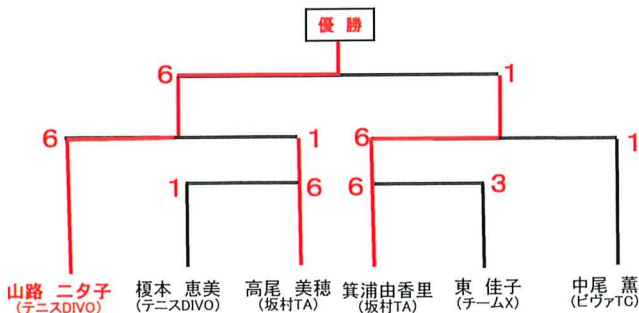 優 勝
6 1
6 1 6 1
1 6 6 3
山路 二タ子 榎本 恵美 高尾 美穂 箕浦由香里 東 佳子 中尾 薫
(テニスDIVO) (テニスDIVO) (坂村TA) (坂村TA) (チームX) (ビヴァTC)